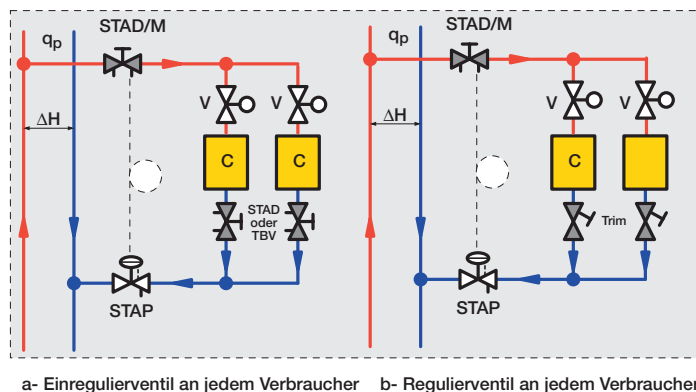 STAD/M
STAD/M
qp
qp
V
V
V
V
ΔH
ΔH
C
C
C
STAD
oder
TBV
Trim
STAP
STAP
a- Einregulierventil an jedem Verbraucher
b- Regulierventil an jedem Verbraucher